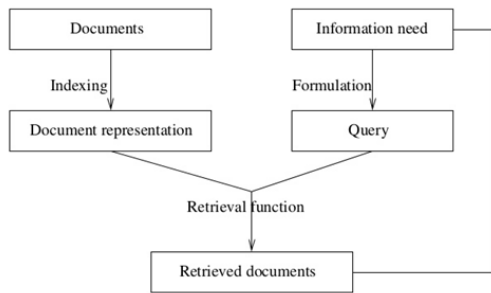 Documents
Information need
Indexing
Formulation
Document representation
Query
Retrieval function
Retrieved documents